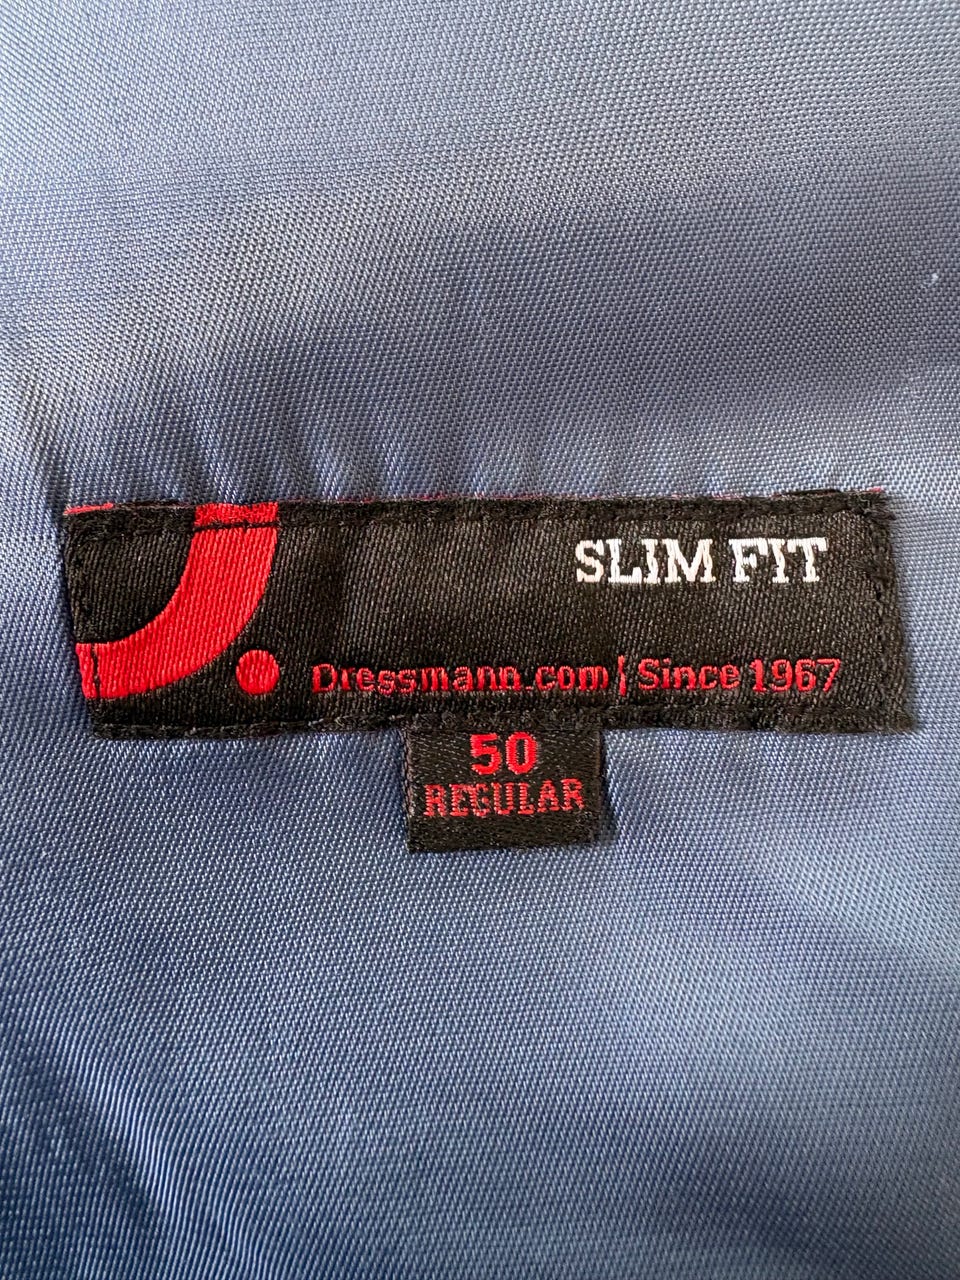 SLIM FIT
Dressmann.com | Since 1967
50
REGULAR